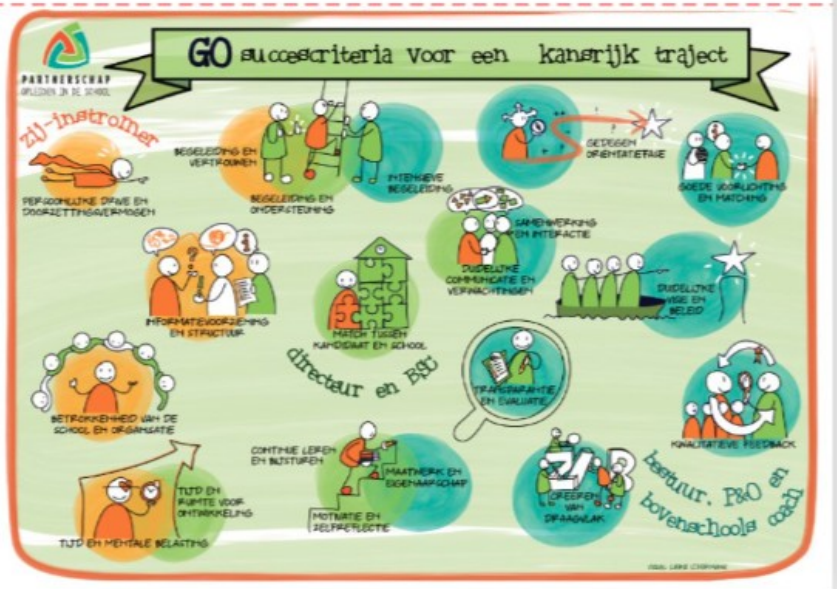 PARTNERSCHAP
OPLEIDEN IN DE SCHOOL
GO succescriteria voor een kansrijk traject
zij-instromer
PERSOONLIJKE DRIVE EN
DOORZETTINGSVERMOGEN
BEGELEIDING EN
VERTROUWEN
BEGELEIDING EN
ONDERSTEUNING
INTENSIEVE
BEGELEIDING
GEDEGEN
ORIENTATIEFASE
GOEDE VOORLICHTING
EN MATCHING
INFORMATIEVOORZIENING
EN STRUCTUUR
MATCH TUSSEN
KANDIDAAT EN SCHOOL
SAMENWERKING
EN INTERACTIE
DUIDELIJKE
COMMUNICATIE EN
VERWACHTINGEN
DUIDELIJKE
VISIE EN
BELEID
directeur en BSC
BETROKKENHEID VAN DE
SCHOOL EN ORGANISATIE
TRANSPARANTIE
EN EVALUATIE
KWALITATIEVE FEEDBACK
TIJD EN
RUIMTE VOOR
ONTWIKKELING
TIJD EN MENTALE BELASTING
CONTINUE LEREN
EN BIJSTUREN
MAATWERK EN
EIGENAARSCHAP
MOTIVATIE EN
ZELFREFLECTIE
CREEREN
VAN
DRAAGVLAK
bestuur, P&O en
bovenschools coach